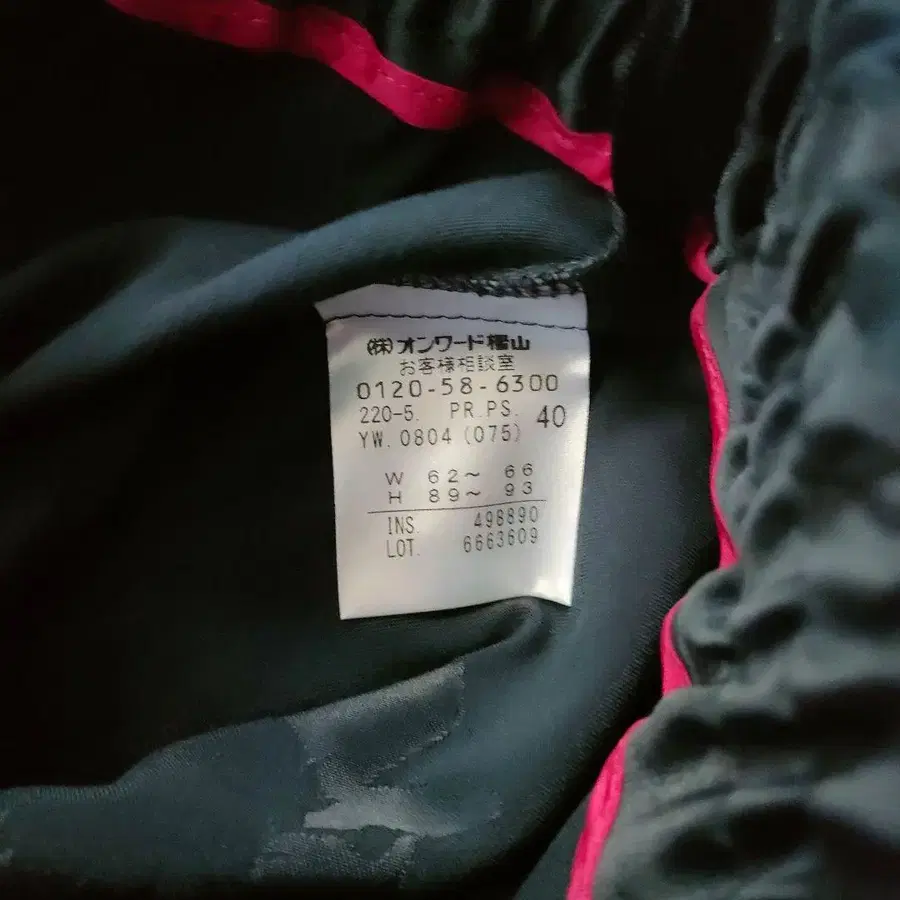 ㈱オンワード樫山
お客様相談室
0120-58-6300
220-5. PR.PS. 40
YW.0804(075)
W 62～ 66
H 89～ 93
INS. 498890
LOT. 6663609